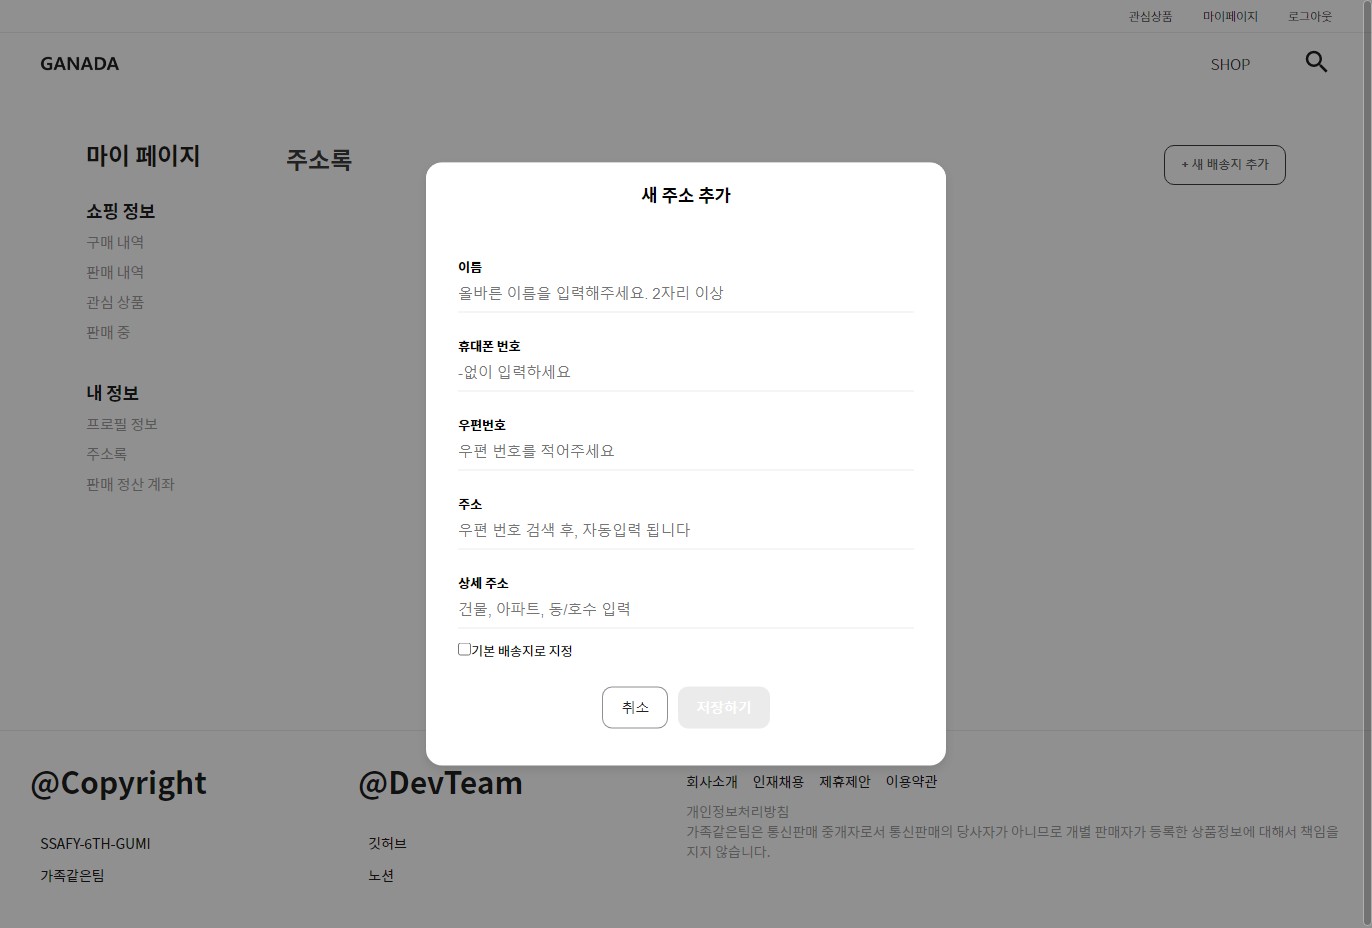 관심상품 마이페이지 로그아웃
GANADA SHOP
마이 페이지
쇼핑 정보
구매 내역
판매 내역
관심 상품
판매 중
내 정보
프로필 정보
주소록
판매 정산 계좌
주소록
+ 새 배송지 추가
새 주소 추가
이름
올바른 이름을 입력해주세요. 2자리 이상
휴대폰 번호
-없이 입력하세요
우편번호
우편 번호를 적어주세요
주소
우편 번호 검색 후, 자동입력 됩니다
상세 주소
건물, 아파트, 동/호수 입력
기본 배송지로 지정
취소 저장하기
@Copyright
SSAFY-6TH-GUMI
가족같은팀
@DevTeam
깃허브
노션
회사소개 인재채용 제휴제안 이용약관
개인정보처리방침
가족같은팀은 통신판매 중개자로서 통신판매의 당사자가 아니므로 개별 판매자가 등록한 상품정보에 대해서 책임을
지지 않습니다.